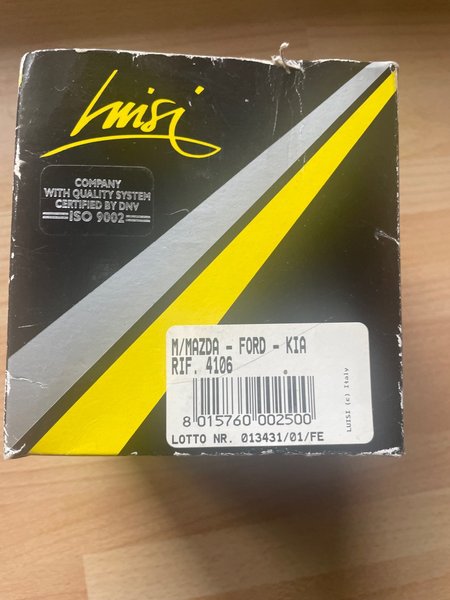 Luisi
COMPANY
WITH QUALITY SYSTEM
CERTIFIED BY DNV
ISO 9002
M/MAZDA - FORD - KIA
RIF. 4106
8 015760 002500
LOTTO NR. 013431/01/FE
LUISI (c) Italy